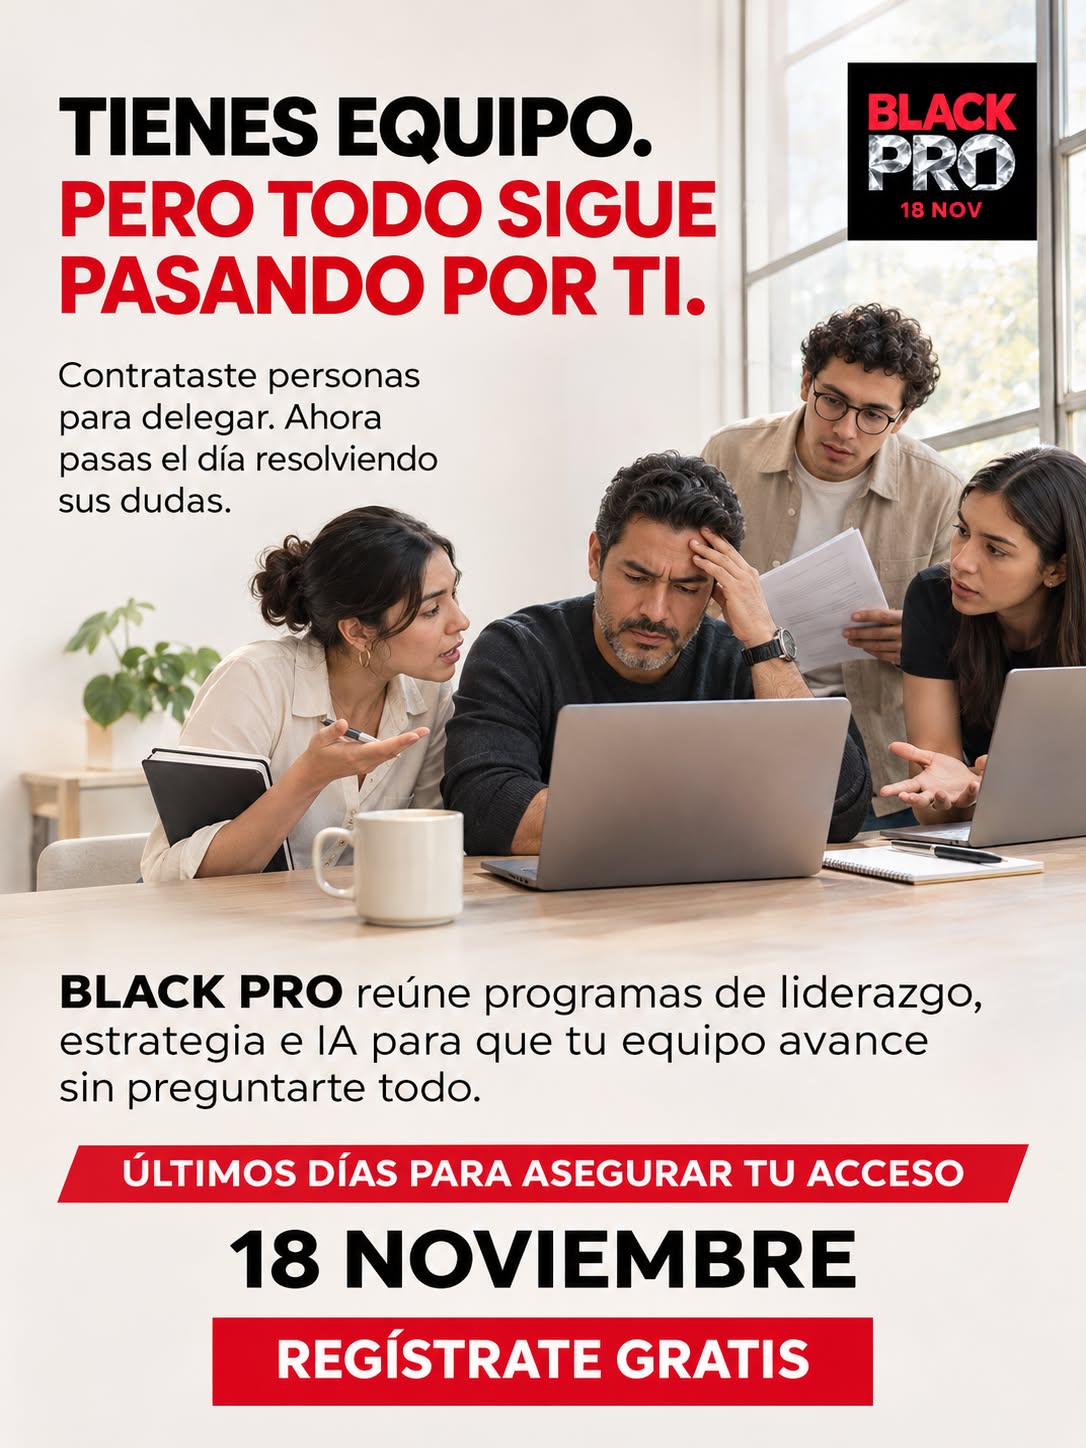 TIENES EQUIPO.
PERO TODO SIGUE
PASANDO POR TI.
BLACK
PRO
18 NOV
Contrataste personas
para delegar. Ahora
pasas el día resolviendo
sus dudas.
BLACK PRO reúne programas de liderazgo,
estrategia e IA para que tu equipo avance
sin preguntarte todo.
ÚLTIMOS DÍAS PARA ASEGURAR TU ACCESO
18 NOVIEMBRE
REGÍSTRATE GRATIS